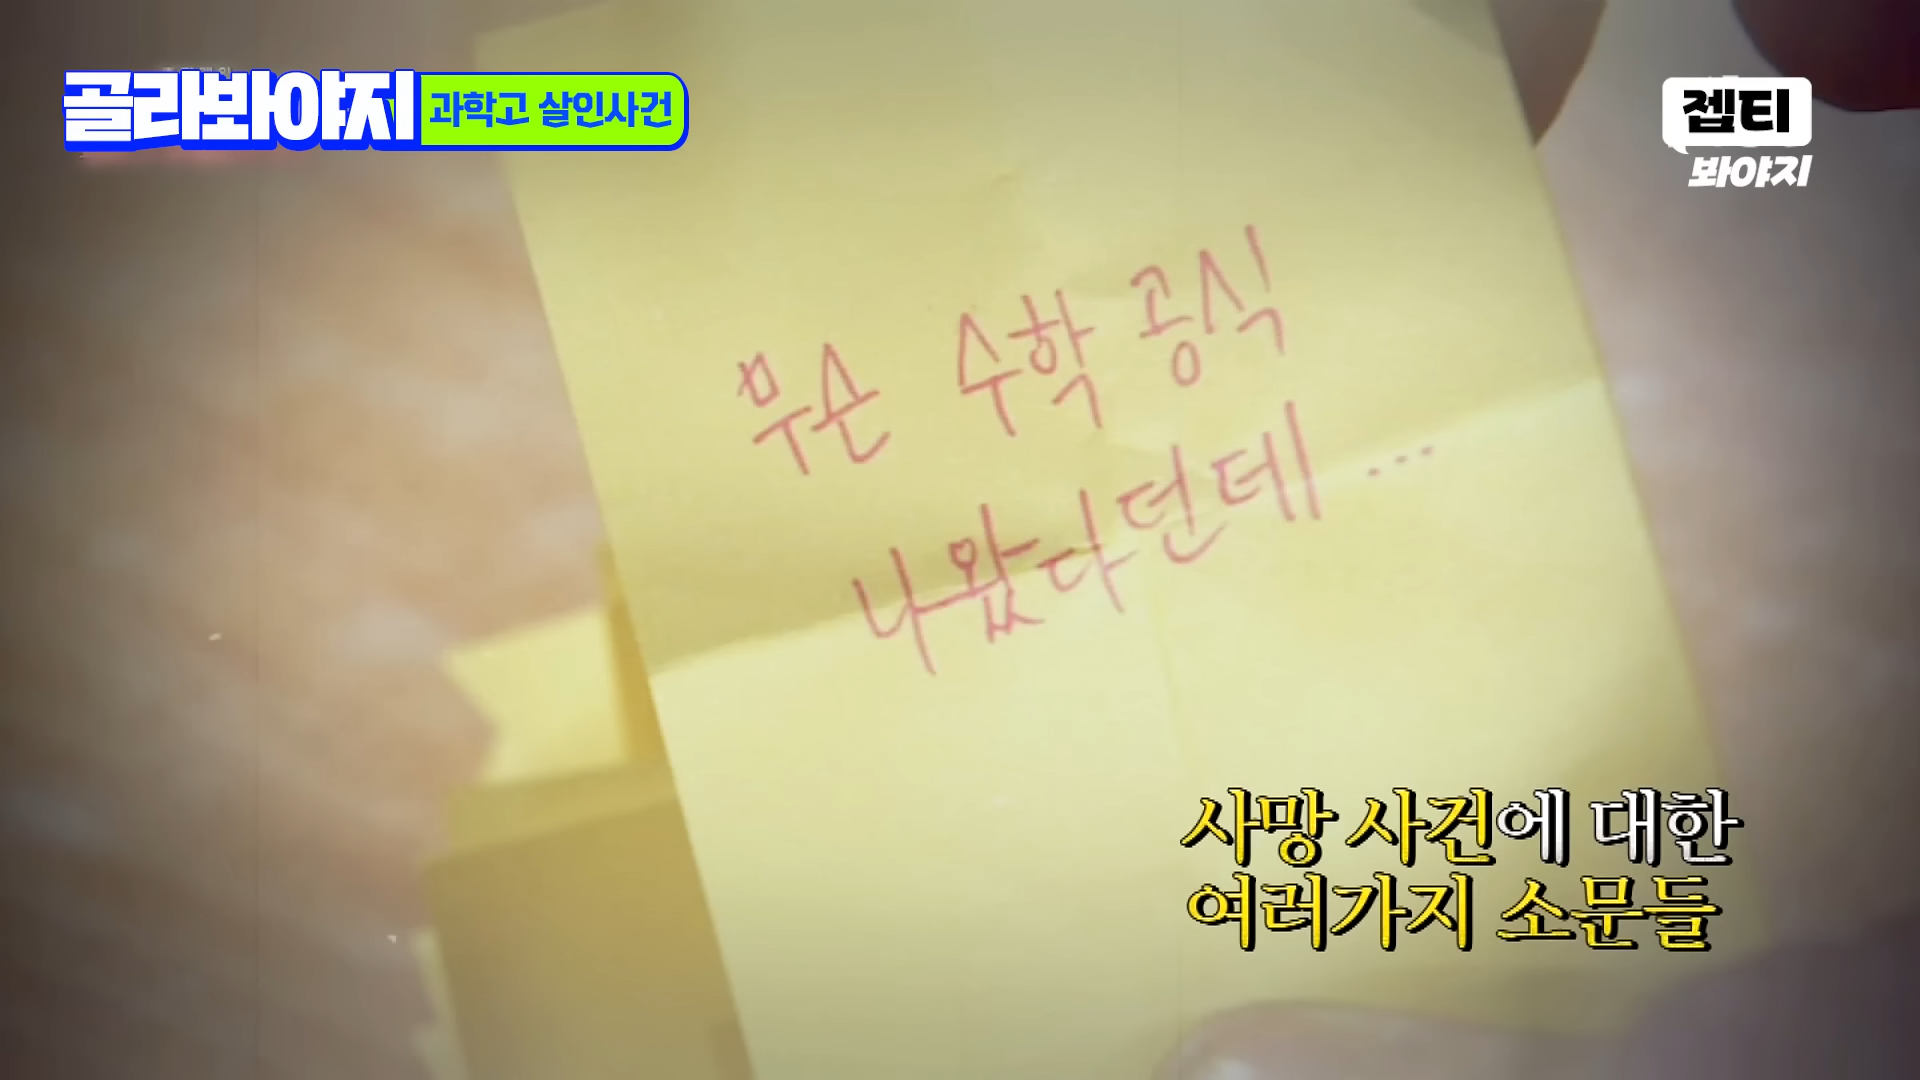 골라봐야지 과학고 살인사건
젭티
봐야지
무슨 수학 공식
나왔다던데...
사망 사건에 대한
여러가지 소문들